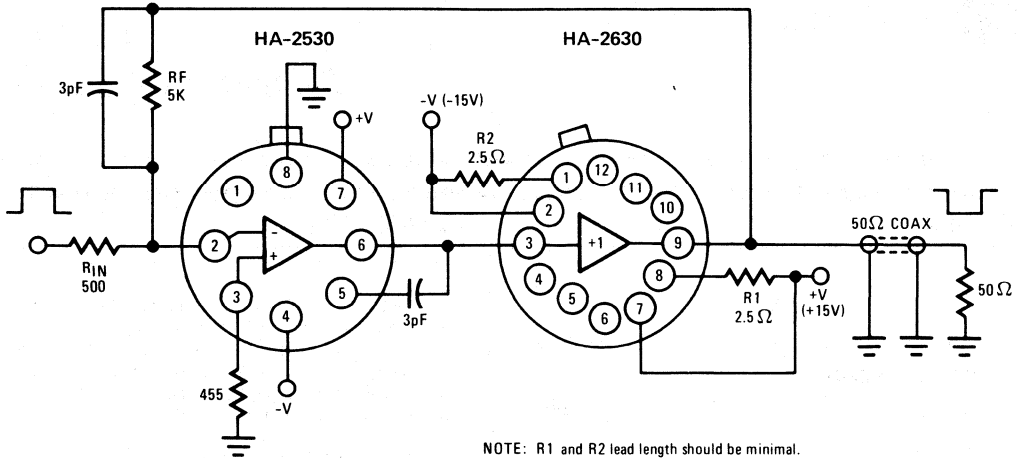 HA-2530
HA-2630
3pF
RF
5K
+V
-V (-15V)
R2
2.5Ω
8
1
7
2
-
+
6
3
5
4
3pF
RIN
500
455
-V
1
12
11
2
10
3
+1
9
4
8
5
7
6
R1
2.5Ω
+V
(+15V)
50Ω COAX
50Ω
NOTE: R1 and R2 lead length should be minimal.